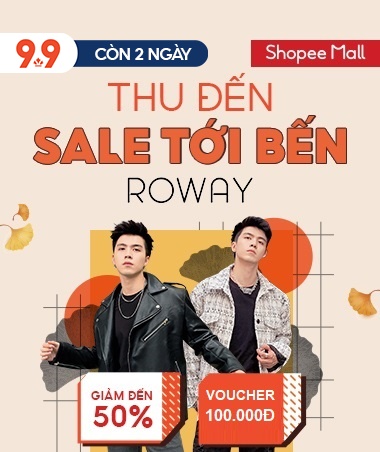 9.9
CÒN 2 NGÀY
Shopee Mall
THU ĐẾN
SALE TỚI BẾN
ROWAY
GIẢM ĐẾN
50%
VOUCHER
100.000Đ